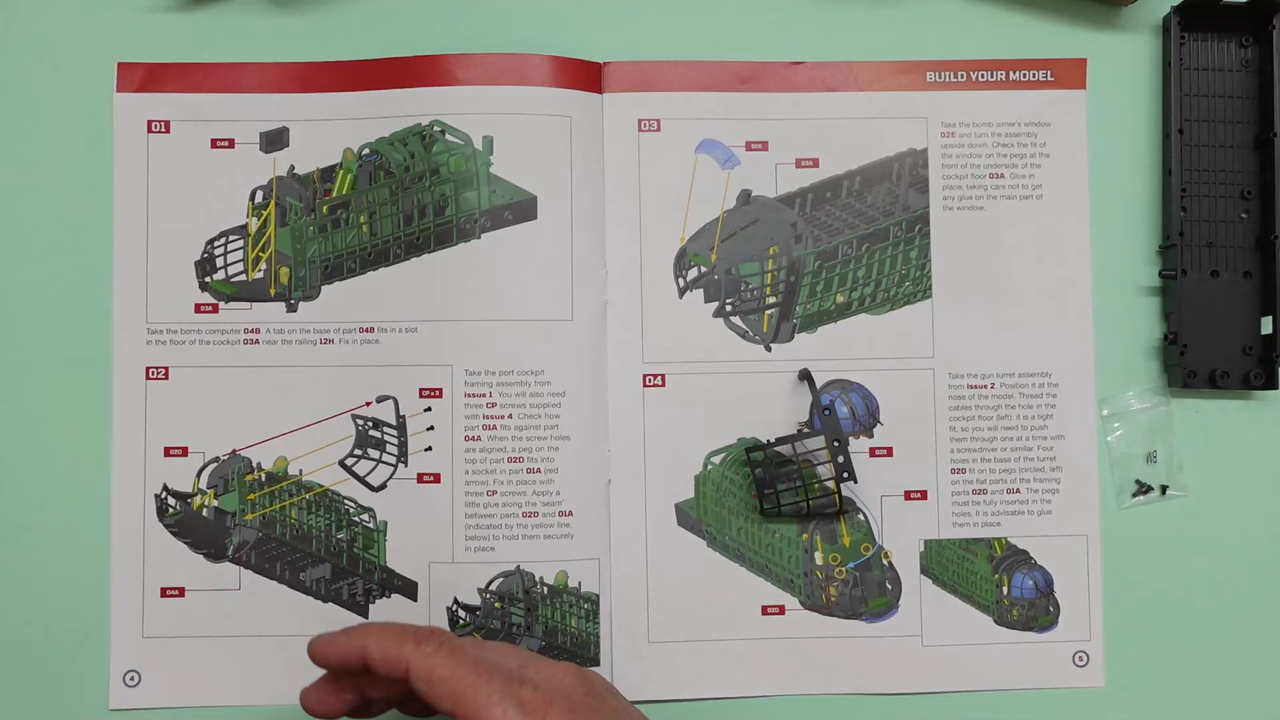 BUILD YOUR MODEL
01
04B
03A
Take the bomb computer 04B. A tab on the base of part 04B fits in a slot
in the floor of the cockpit 03A near the railing 12H. Fix in place.
02
CP x 3
02D
01A
04A
Take the port cockpit
framing assembly from
issue 1. You will also need
three CP screws supplied
with issue 4. Check how
part 01A fits against part
04A. When the screw holes
are aligned, a peg on the
top of part 02D fits into
a socket in part 01A (red
arrow). Fix in place with
three CP screws. Apply a
little glue along the ‘seam’
between parts 02D and 01A
(indicated by the yellow line,
below) to hold them securely
in place.
4
03
02E
03A
Take the bomb aimer's window
02E and turn the assembly
upside down. Check the fit of
the window on the pegs at the
front of the underside of the
cockpit floor 03A. Glue in
place, taking care not to get
any glue on the main part of
the window.
04
02O
01A
02D
Take the gun turret assembly
from issue 2. Position it at the
nose of the model. Thread the
cables through the hole in the
cockpit floor (left): it is a tight
fit, so you will need to push
them through one at a time with
a screwdriver or similar. Four
holes in the base of the turret
02O fit on to pegs (circled, left)
on the flat parts of the framing
parts 02D and 01A. The pegs
must be fully inserted in the
holes. It is advisable to glue
them in place.
5
BM